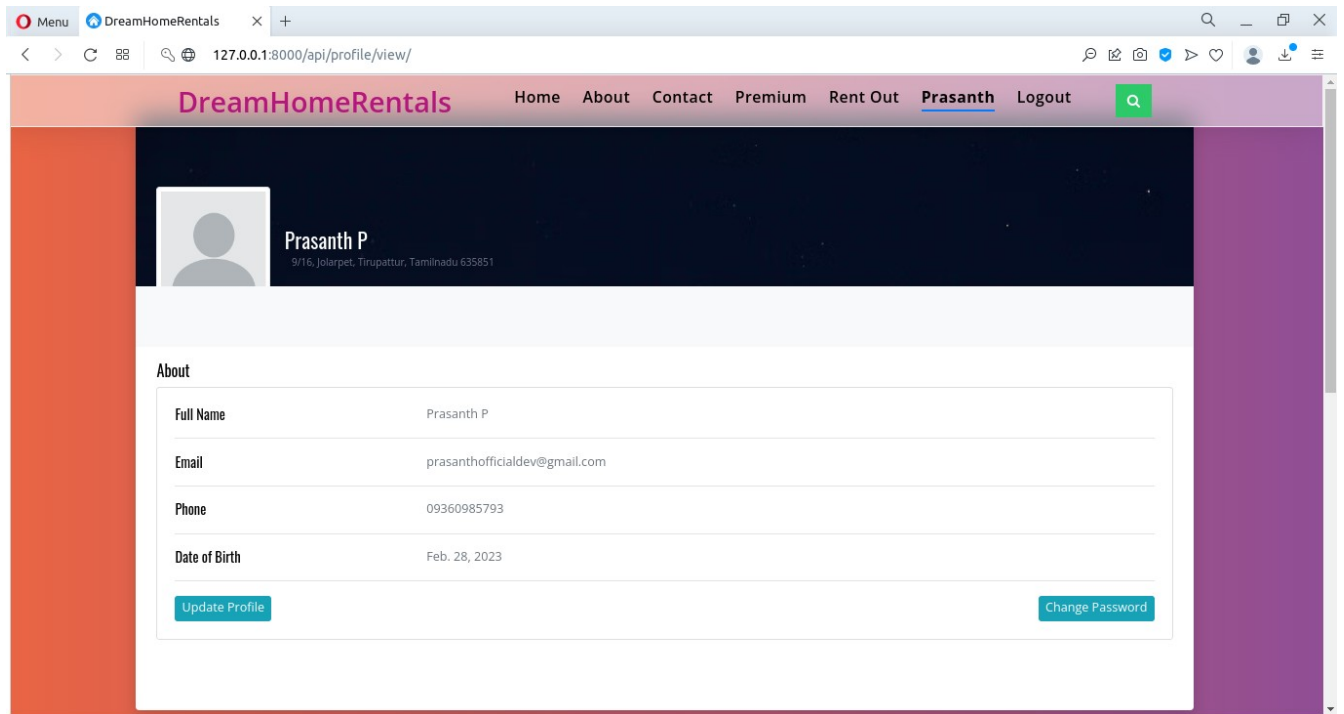 Menu DreamHomeRentals
127.0.0.1:8000/api/profile/view/
DreamHomeRentals Home About Contact Premium Rent Out Prasanth Logout
Prasanth P
9/16, Jolarpet, Tirupattur, Tamilnadu 635851
About
Full Name Prasanth P
Email prasanthofficialdev@gmail.com
Phone 09360985793
Date of Birth Feb. 28, 2023
Update Profile Change Password